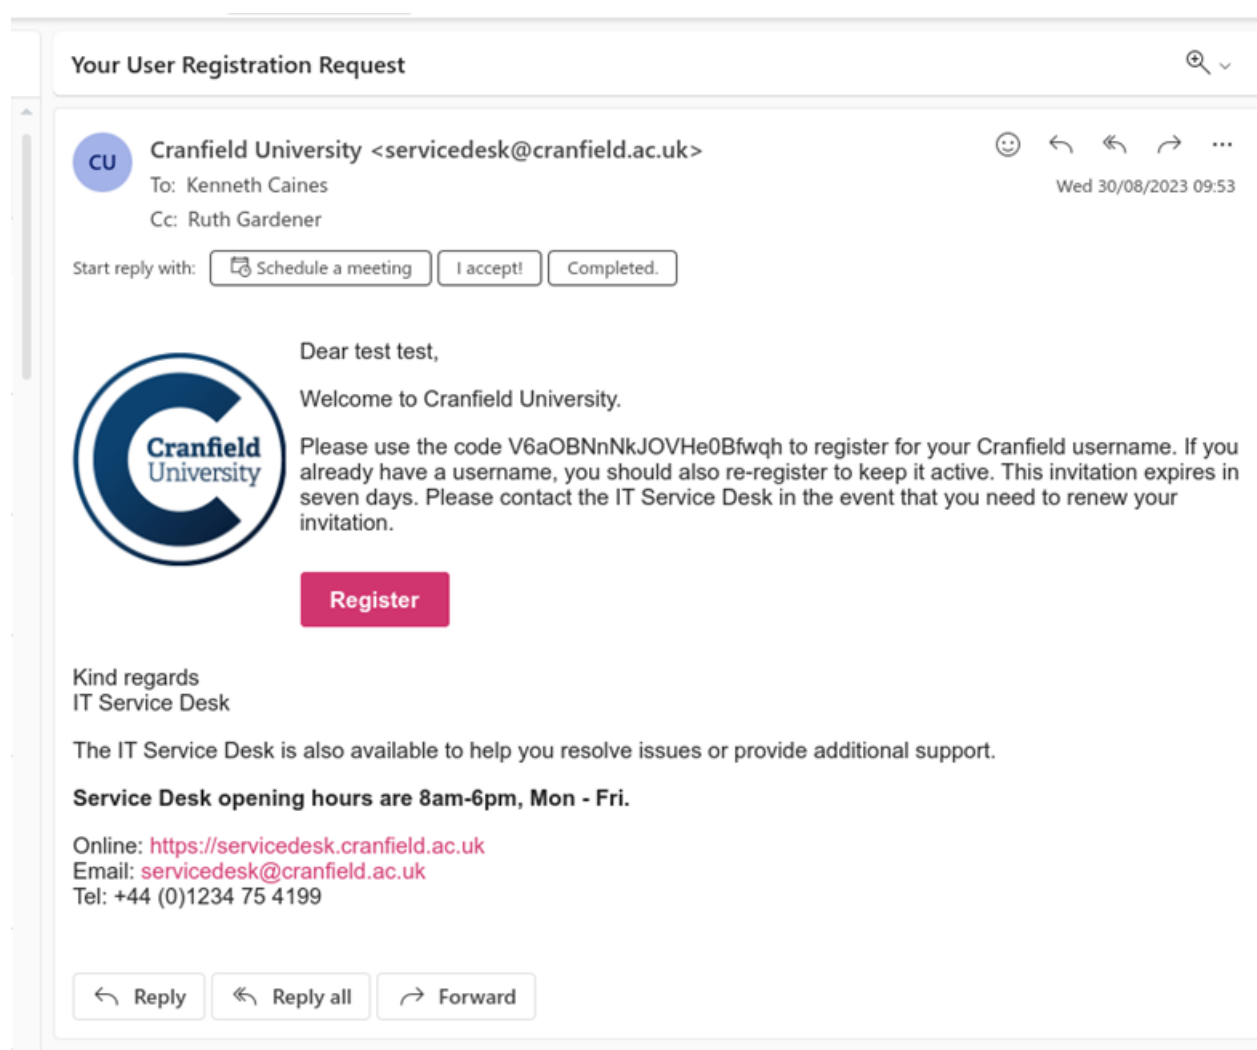 Your User Registration Request
CU
Cranfield University <servicedesk@cranfield.ac.uk>
To: Kenneth Caines
Wed 30/08/2023 09:53
Cc: Ruth Gardener
Start reply with: Schedule a meeting I accept! Completed.
Cranfield
University
Dear test test,
Welcome to Cranfield University.
Please use the code V6aOBNnNkJOVHe0Bfwqh to register for your Cranfield username. If you
already have a username, you should also re-register to keep it active. This invitation expires in
seven days. Please contact the IT Service Desk in the event that you need to renew your
invitation.
Register
Kind regards
IT Service Desk
The IT Service Desk is also available to help you resolve issues or provide additional support.
Service Desk opening hours are 8am-6pm, Mon - Fri.
Online: https://servicedesk.cranfield.ac.uk
Email: servicedesk@cranfield.ac.uk
Tel: +44 (0)1234 75 4199
Reply Reply all Forward